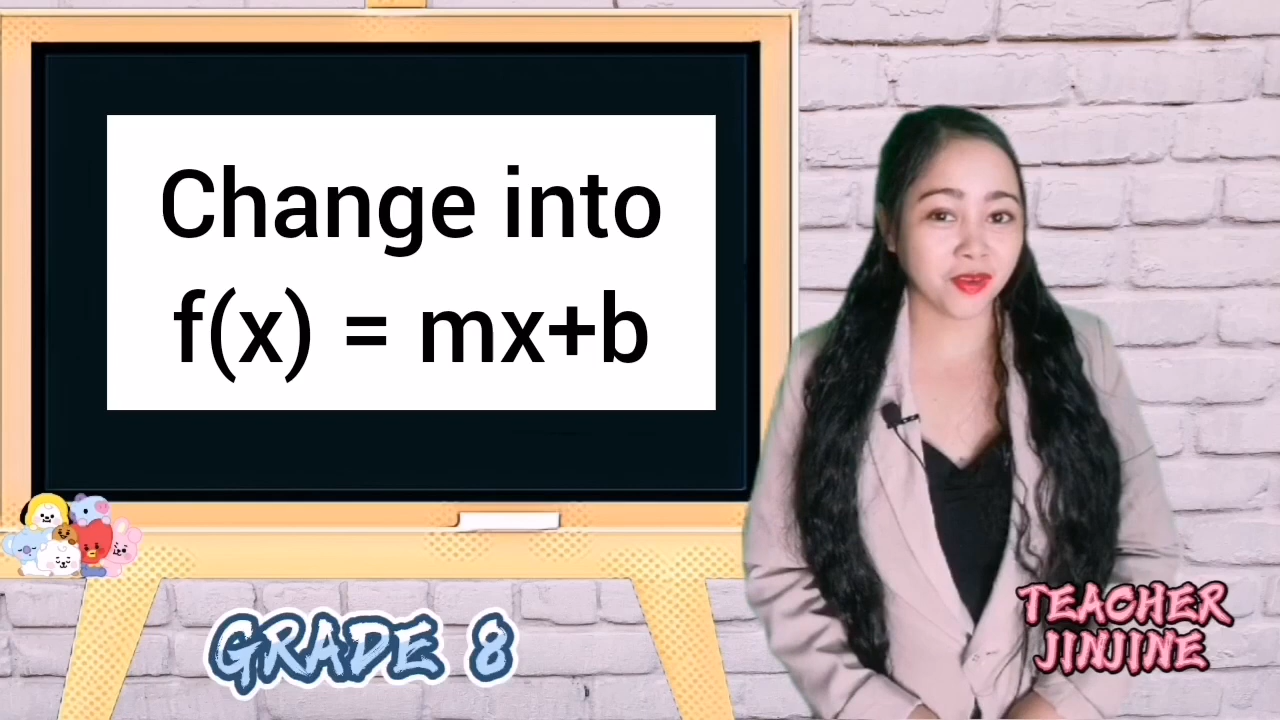 Change into
f(x) = mx+b
GRADE 8
TEACHER
JINJINE